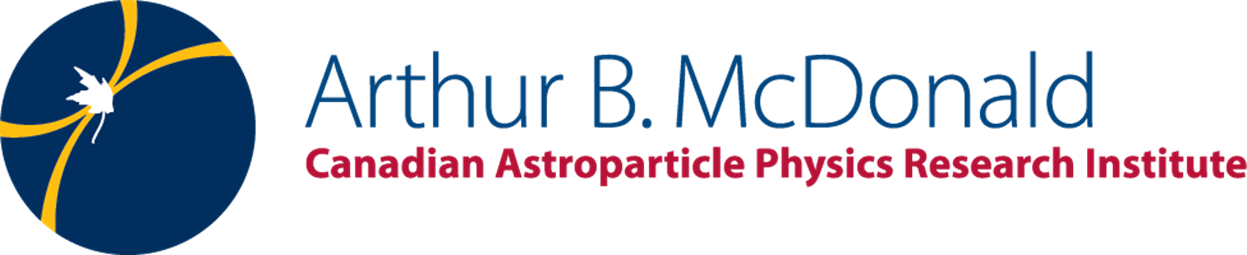 Arthur B. McDonald
Canadian Astroparticle Physics Research Institute